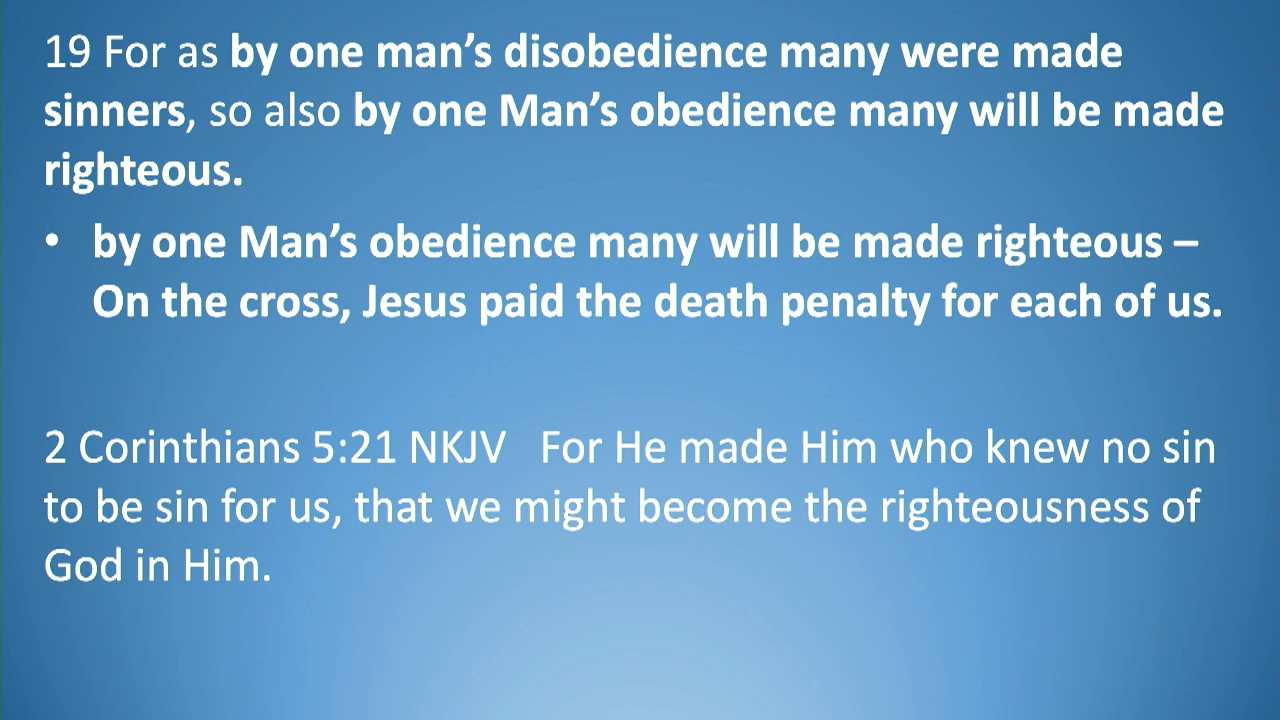 19 For as by one man’s disobedience many were made
sinners, so also by one Man’s obedience many will be made
righteous.
• by one Man’s obedience many will be made righteous –
On the cross, Jesus paid the death penalty for each of us.
2 Corinthians 5:21 NKJV   For He made Him who knew no sin
to be sin for us, that we might become the righteousness of
God in Him.